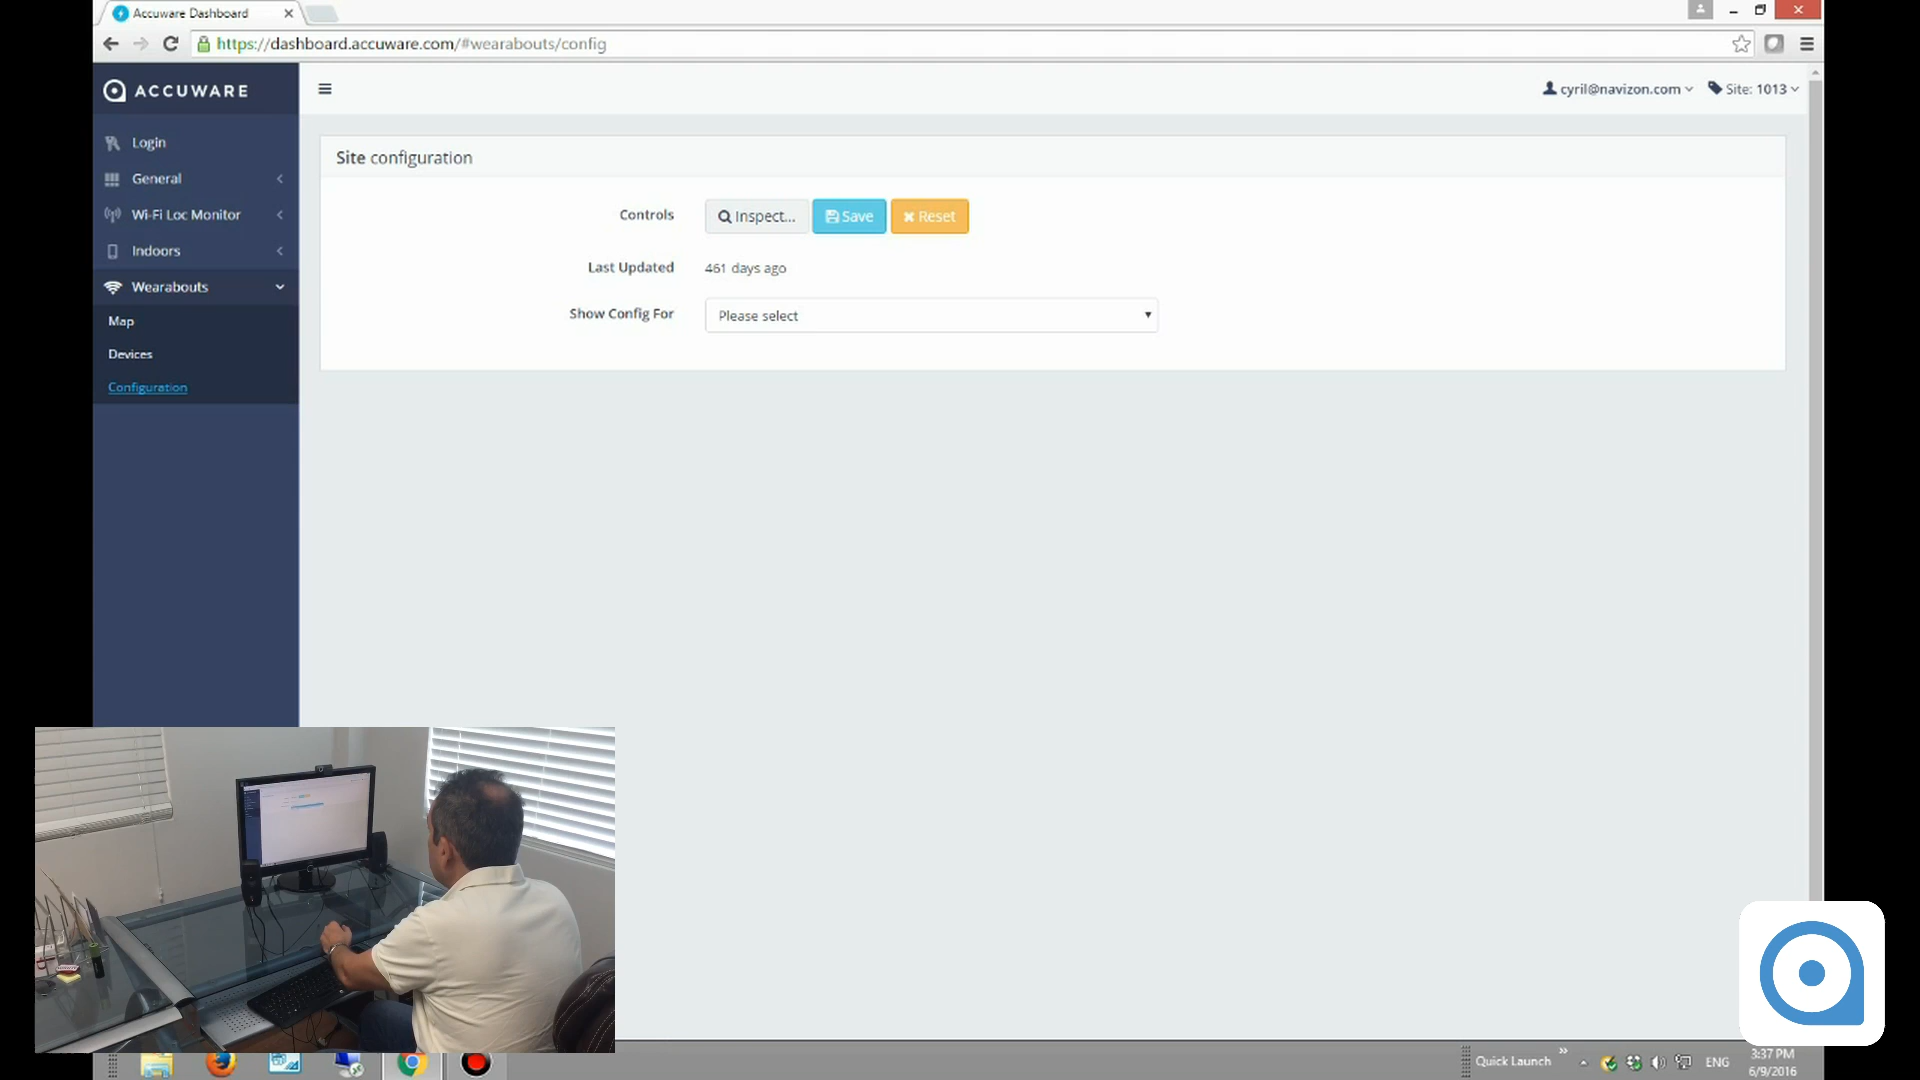 Accuware Dashboard
https://dashboard.accuware.com/#wearabouts/config
ACCUWARE
cyril@navizon.com
Site: 1013
Login
General
Wi-Fi Loc Monitor
Indoors
Wearabouts
Map
Devices
Configuration
Site configuration
Controls
Inspect...
Save
Reset
Last Updated
461 days ago
Show Config For
Please select
Quick Launch
ENG
3:37 PM
6/9/2016